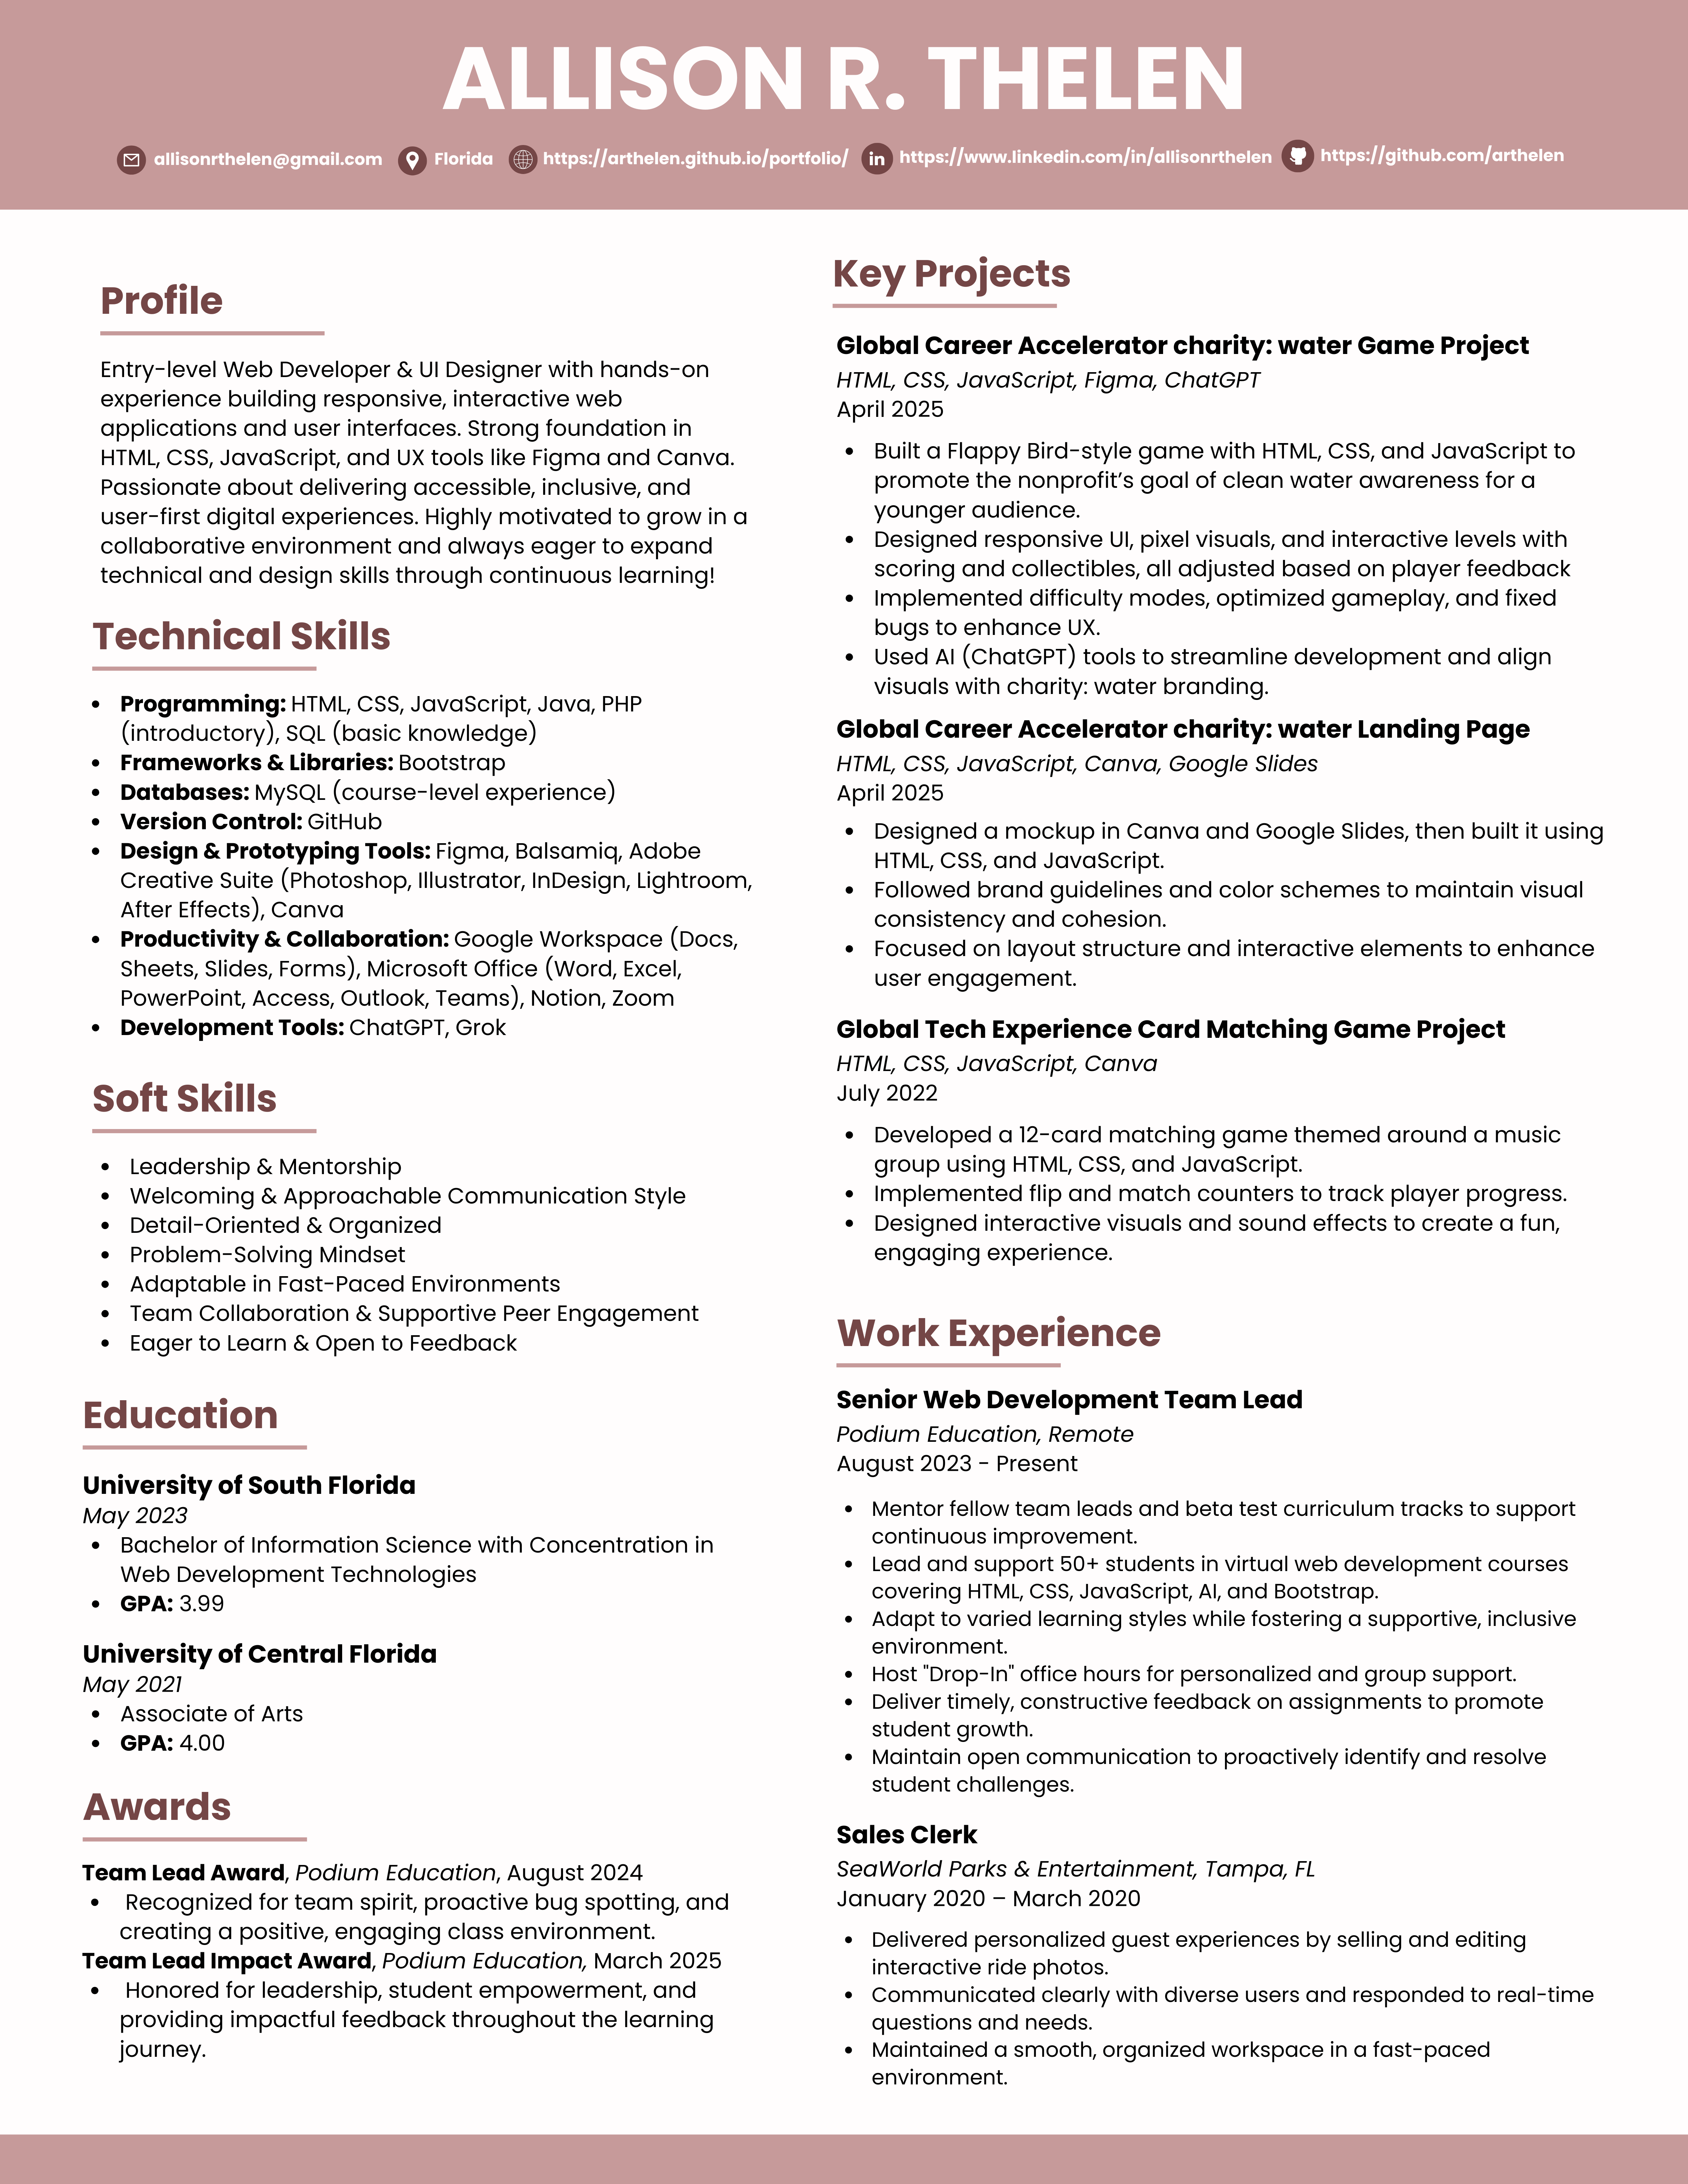 ALLISON R. THELEN
allisonrthelen@gmail.com Florida https://arthelen.github.io/portfolio/ https://www.linkedin.com/in/allisonrthelen https://github.com/arthelen
Profile
Entry-level Web Developer & UI Designer with hands-on
experience building responsive, interactive web
applications and user interfaces. Strong foundation in
HTML, CSS, JavaScript, and UX tools like Figma and Canva.
Passionate about delivering accessible, inclusive, and
user-first digital experiences. Highly motivated to grow in a
collaborative environment and always eager to expand
technical and design skills through continuous learning!
Technical Skills
• Programming: HTML, CSS, JavaScript, Java, PHP
(introductory), SQL (basic knowledge)
• Frameworks & Libraries: Bootstrap
• Databases: MySQL (course-level experience)
• Version Control: GitHub
• Design & Prototyping Tools: Figma, Balsamiq, Adobe
Creative Suite (Photoshop, Illustrator, InDesign, Lightroom,
After Effects), Canva
• Productivity & Collaboration: Google Workspace (Docs,
Sheets, Slides, Forms), Microsoft Office (Word, Excel,
PowerPoint, Access, Outlook, Teams), Notion, Zoom
• Development Tools: ChatGPT, Grok
Soft Skills
• Leadership & Mentorship
• Welcoming & Approachable Communication Style
• Detail-Oriented & Organized
• Problem-Solving Mindset
• Adaptable in Fast-Paced Environments
• Team Collaboration & Supportive Peer Engagement
• Eager to Learn & Open to Feedback
Education
University of South Florida
May 2023
• Bachelor of Information Science with Concentration in
Web Development Technologies
• GPA: 3.99
University of Central Florida
May 2021
• Associate of Arts
• GPA: 4.00
Awards
Team Lead Award, Podium Education, August 2024
• Recognized for team spirit, proactive bug spotting, and
creating a positive, engaging class environment.
Team Lead Impact Award, Podium Education, March 2025
• Honored for leadership, student empowerment, and
providing impactful feedback throughout the learning
journey.
Key Projects
Global Career Accelerator charity: water Game Project
HTML, CSS, JavaScript, Figma, ChatGPT
April 2025
• Built a Flappy Bird-style game with HTML, CSS, and JavaScript to
promote the nonprofit’s goal of clean water awareness for a
younger audience.
• Designed responsive UI, pixel visuals, and interactive levels with
scoring and collectibles, all adjusted based on player feedback
• Implemented difficulty modes, optimized gameplay, and fixed
bugs to enhance UX.
• Used AI (ChatGPT) tools to streamline development and align
visuals with charity: water branding.
Global Career Accelerator charity: water Landing Page
HTML, CSS, JavaScript, Canva, Google Slides
April 2025
• Designed a mockup in Canva and Google Slides, then built it using
HTML, CSS, and JavaScript.
• Followed brand guidelines and color schemes to maintain visual
consistency and cohesion.
• Focused on layout structure and interactive elements to enhance
user engagement.
Global Tech Experience Card Matching Game Project
HTML, CSS, JavaScript, Canva
July 2022
• Developed a 12-card matching game themed around a music
group using HTML, CSS, and JavaScript.
• Implemented flip and match counters to track player progress.
• Designed interactive visuals and sound effects to create a fun,
engaging experience.
Work Experience
Senior Web Development Team Lead
Podium Education, Remote
August 2023 - Present
• Mentor fellow team leads and beta test curriculum tracks to support
continuous improvement.
• Lead and support 50+ students in virtual web development courses
covering HTML, CSS, JavaScript, AI, and Bootstrap.
• Adapt to varied learning styles while fostering a supportive, inclusive
environment.
• Host "Drop-In" office hours for personalized and group support.
• Deliver timely, constructive feedback on assignments to promote
student growth.
• Maintain open communication to proactively identify and resolve
student challenges.
Sales Clerk
SeaWorld Parks & Entertainment, Tampa, FL
January 2020 – March 2020
• Delivered personalized guest experiences by selling and editing
interactive ride photos.
• Communicated clearly with diverse users and responded to real-time
questions and needs.
• Maintained a smooth, organized workspace in a fast-paced
environment.